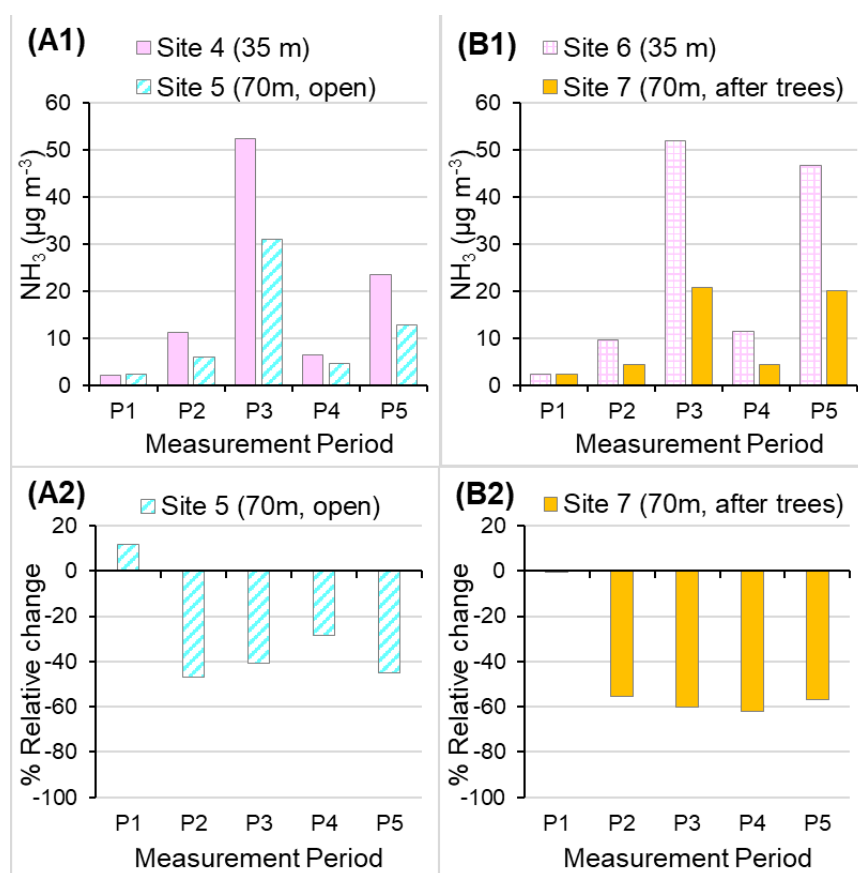 (A1)
Site 4 (35 m)
Site 5 (70m, open)
60
50
40
30
20
10
0
NH₃ (µg m⁻³)
P1 P2 P3 P4 P5
Measurement Period
(B1)
Site 6 (35 m)
Site 7 (70m, after trees)
60
50
40
30
20
10
0
NH₃ (µg m⁻³)
P1 P2 P3 P4 P5
Measurement Period
(A2)
Site 5 (70m, open)
20
0
-20
-40
-60
-80
-100
% Relative change
P1 P2 P3 P4 P5
Measurement Period
(B2)
Site 7 (70m, after trees)
20
0
-20
-40
-60
-80
-100
% Relative change
P1 P2 P3 P4 P5
Measurement Period